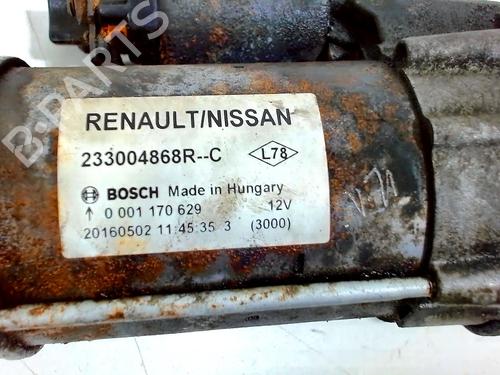 B-PARTS
RENAULT/NISSAN
233004868R--C L78
BOSCH Made in Hungary
↑ 0 001 170 629 12V
20160502 11:45:35 3 (3000)